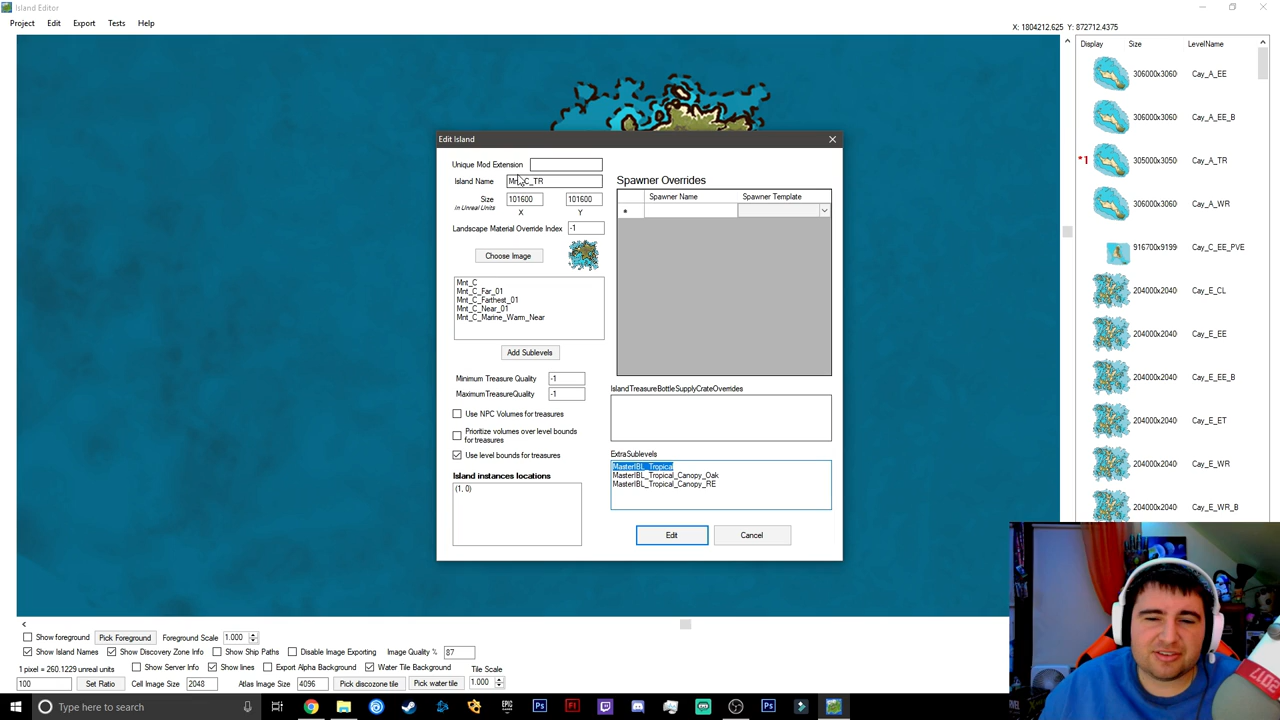 Island Editor
Project Edit Export Tests Help
X: 1804212.625 Y: 872712.4375
Display Size LevelName
306000x3060 Cay_A_EE
306000x3060 Cay_A_EE_B
*1 305000x3050 Cay_A_TR
306000x3060 Cay_A_WR
916700x9199 Cay_C_EE_PVE
204000x2040 Cay_E_CL
204000x2040 Cay_E_EE
204000x2040 Cay_E_EE_B
204000x2040 Cay_E_ET
204000x2040 Cay_E_WR
204000x2040 Cay_E_WR_B
Edit Island
Unique Mod Extension
Island Name Mnt_C_TR
Size 101600 101600
in Unreal Units X Y
Landscape Material Override Index -1
Choose Image
Mnt_C
Mnt_C_Far_01
Mnt_C_Farthest_01
Mnt_C_Near_01
Mnt_C_Marine_Warm_Near
Add Sublevels
Minimum Treasure Quality -1
MaximumTreasureQuality -1
Use NPC Volumes for treasures
Prioritize volumes over level bounds
for treasures
Use level bounds for treasures
Island instances locations
(1, 0)
Spawner Overrides
Spawner Name Spawner Template
IslandTreasureBottleSupplyCrateOverrides
ExtraSublevels
MasterIBL_Tropical
MasterIBL_Tropical_Canopy_Oak
MasterIBL_Tropical_Canopy_RE
Edit Cancel
Show foreground Pick Foreground Foreground Scale 1.000
Show Island Names Show Discovery Zone Info Show Ship Paths Disable Image Exporting Image Quality % 87
1 pixel = 260.1229 unreal units Show Server Info Show lines Export Alpha Background Water Tile Background Tile Scale
100 Set Ratio Cell Image Size 2048 Atlas Image Size 4096 Pick discozone tile Pick water tile 1.000
Type here to search
EPIC
Ps Fl Ps